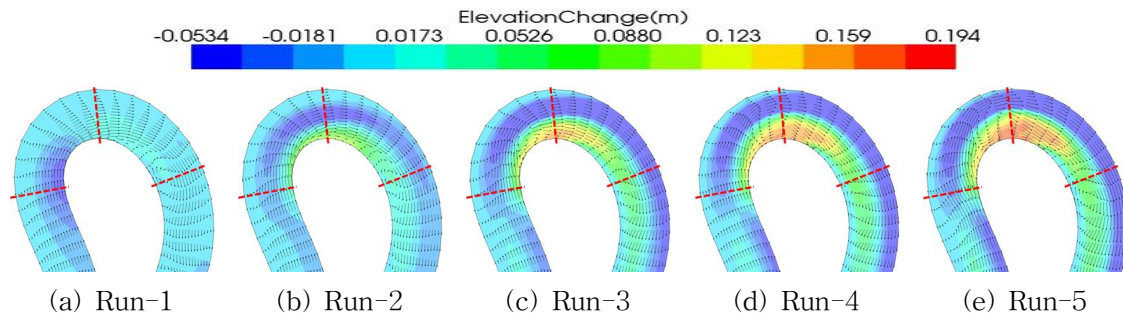 ElevationChange(m)
-0.0534 -0.0181 0.0173 0.0526 0.0880 0.123 0.159 0.194
(a) Run-1 (b) Run-2 (c) Run-3 (d) Run-4 (e) Run-5